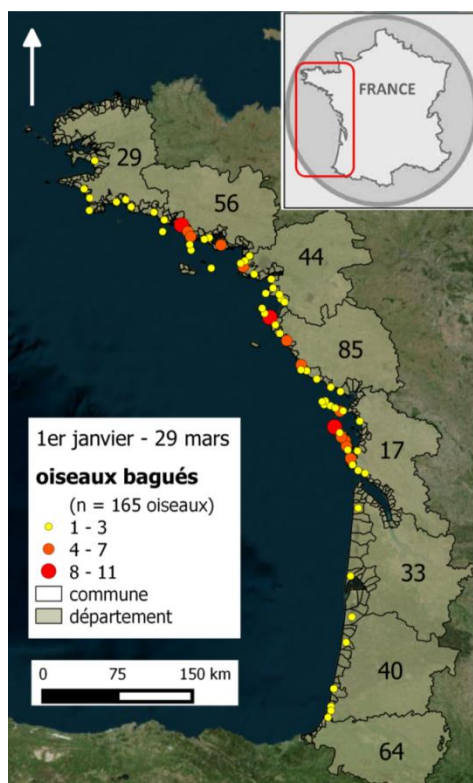 FRANCE
29
56
44
85
17
33
40
64
1er janvier - 29 mars
oiseaux bagués
(n = 165 oiseaux)
1 - 3
4 - 7
8 - 11
commune
département
0 75 150 km